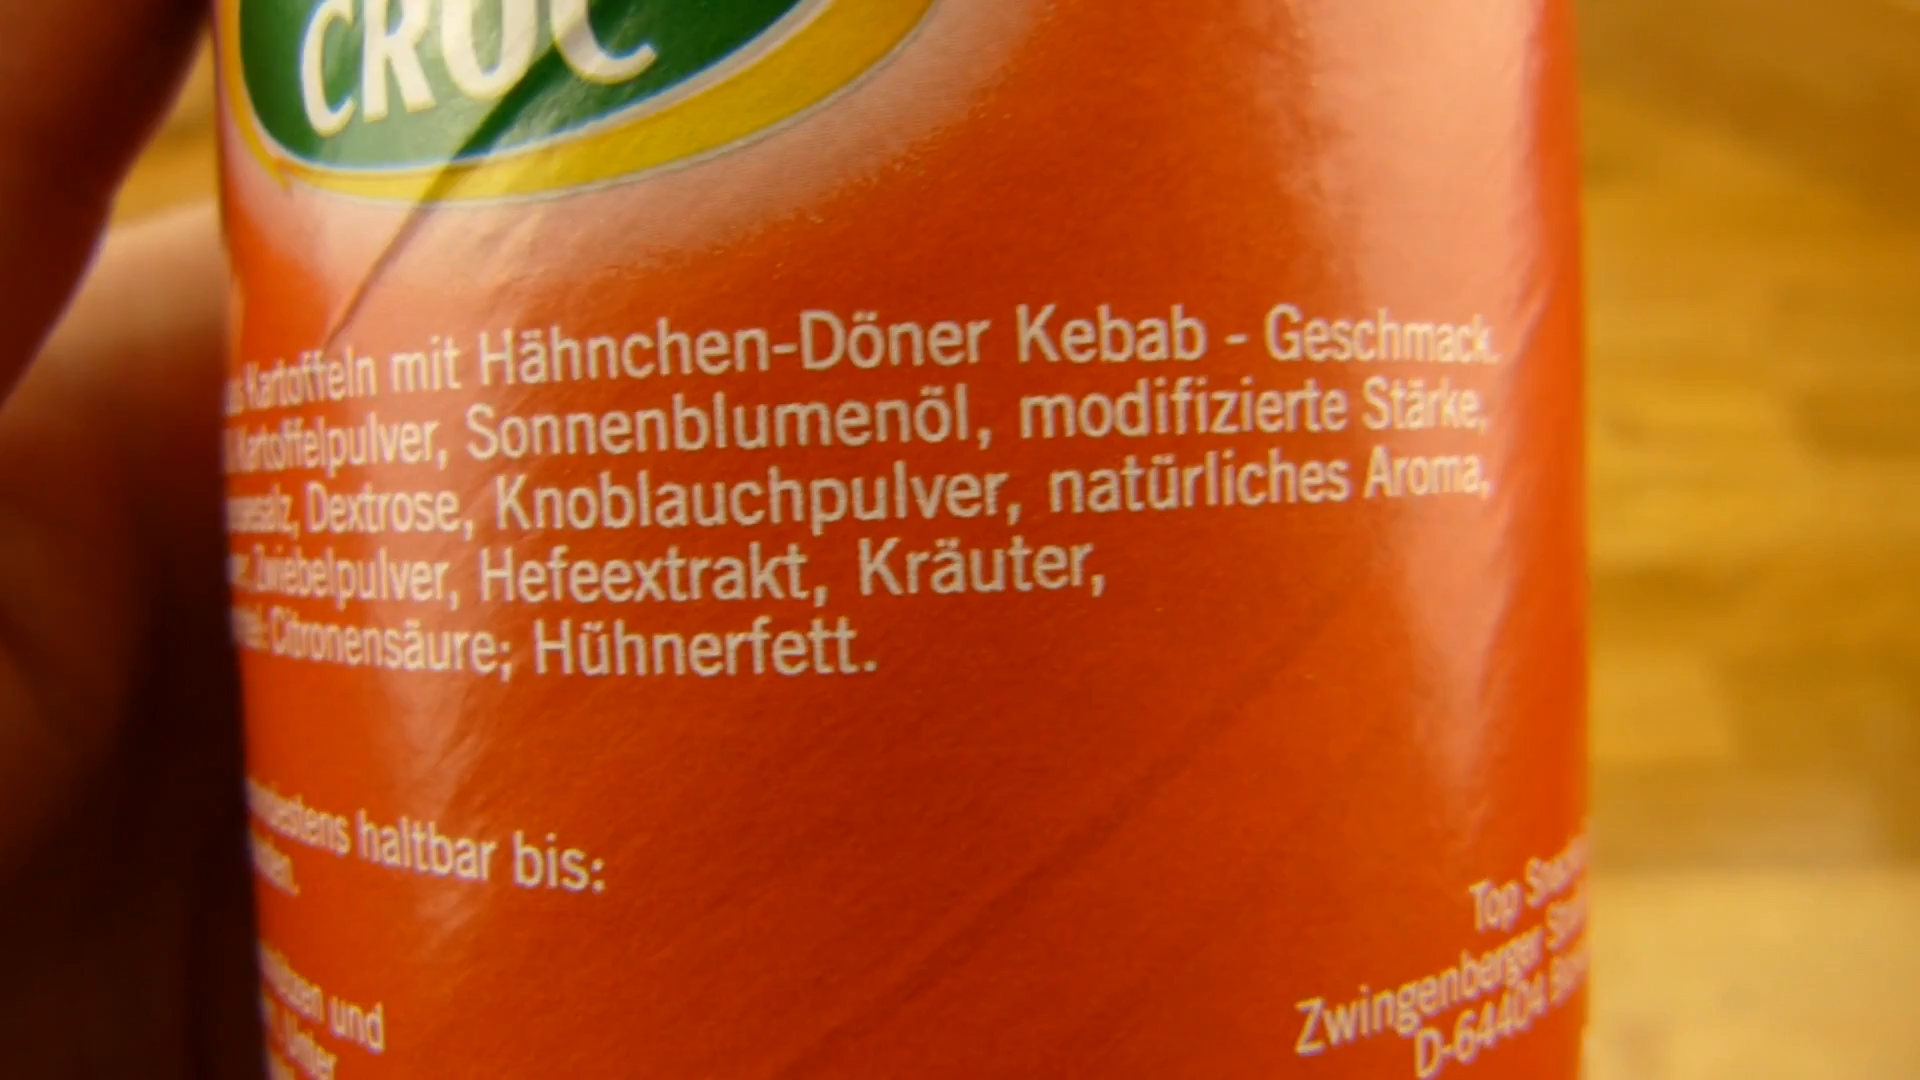 CROC
Kartoffeln mit Hähnchen-Döner Kebab - Geschmack.
Kartoffelpulver, Sonnenblumenöl, modifizierte Stärke,
Dextrose, Knoblauchpulver, natürliches Aroma,
Zwiebelpulver, Hefeextrakt, Kräuter,
Citronensäure; Hühnerfett.
haltbar bis:
und
Top
Zwingenberger
D-64404